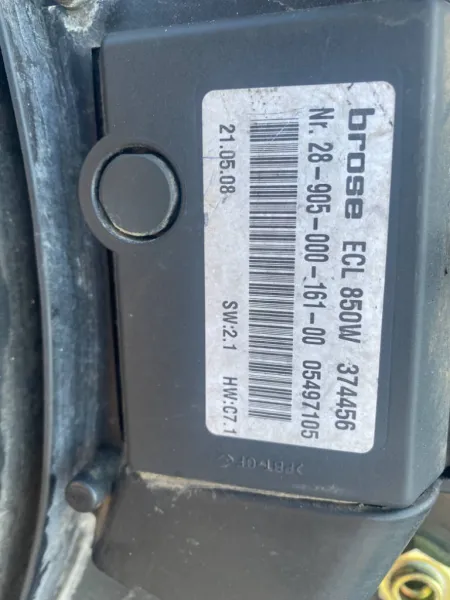 brose ECL 850W 374456
Nr. 28-905-000-161-00 05497105
21.05.08 SW:2.1 HW:C7.1